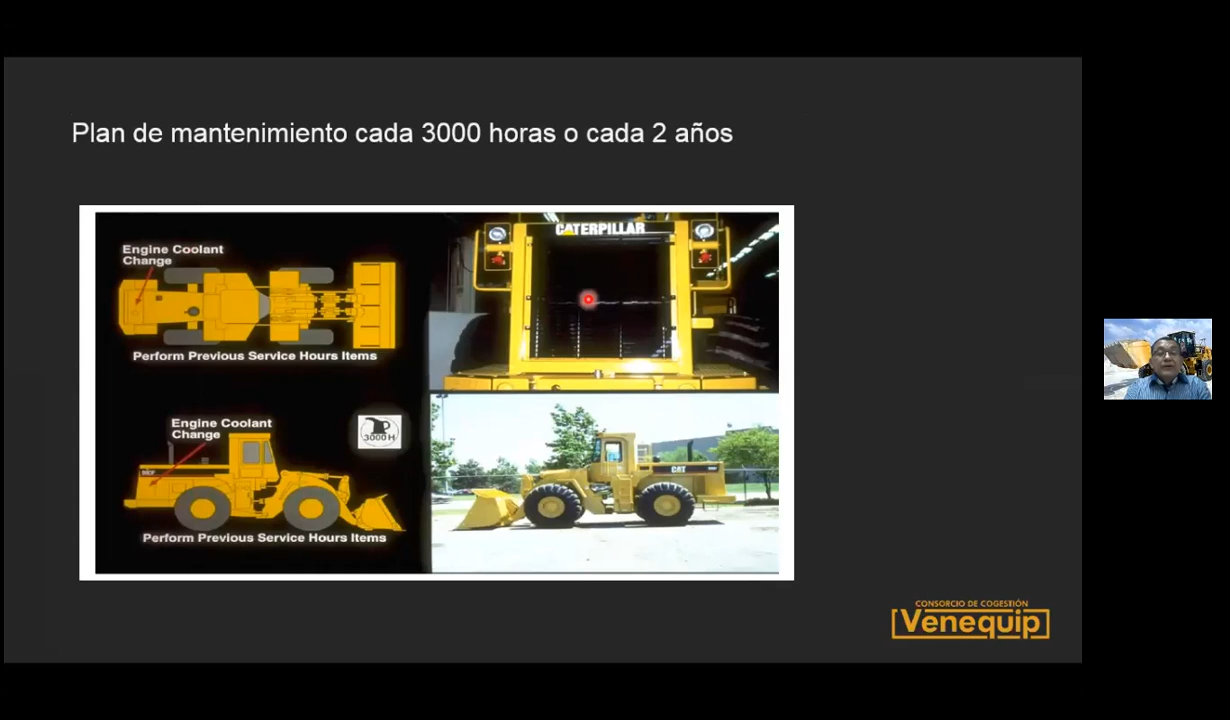 Plan de mantenimiento cada 3000 horas o cada 2 años
Engine Coolant
Change
Perform Previous Service Hours Items
CATERPILLAR
Engine Coolant
Change
3000 H
Perform Previous Service Hours Items
CAT
CONSORCIO DE COGESTIÓN
Venequip